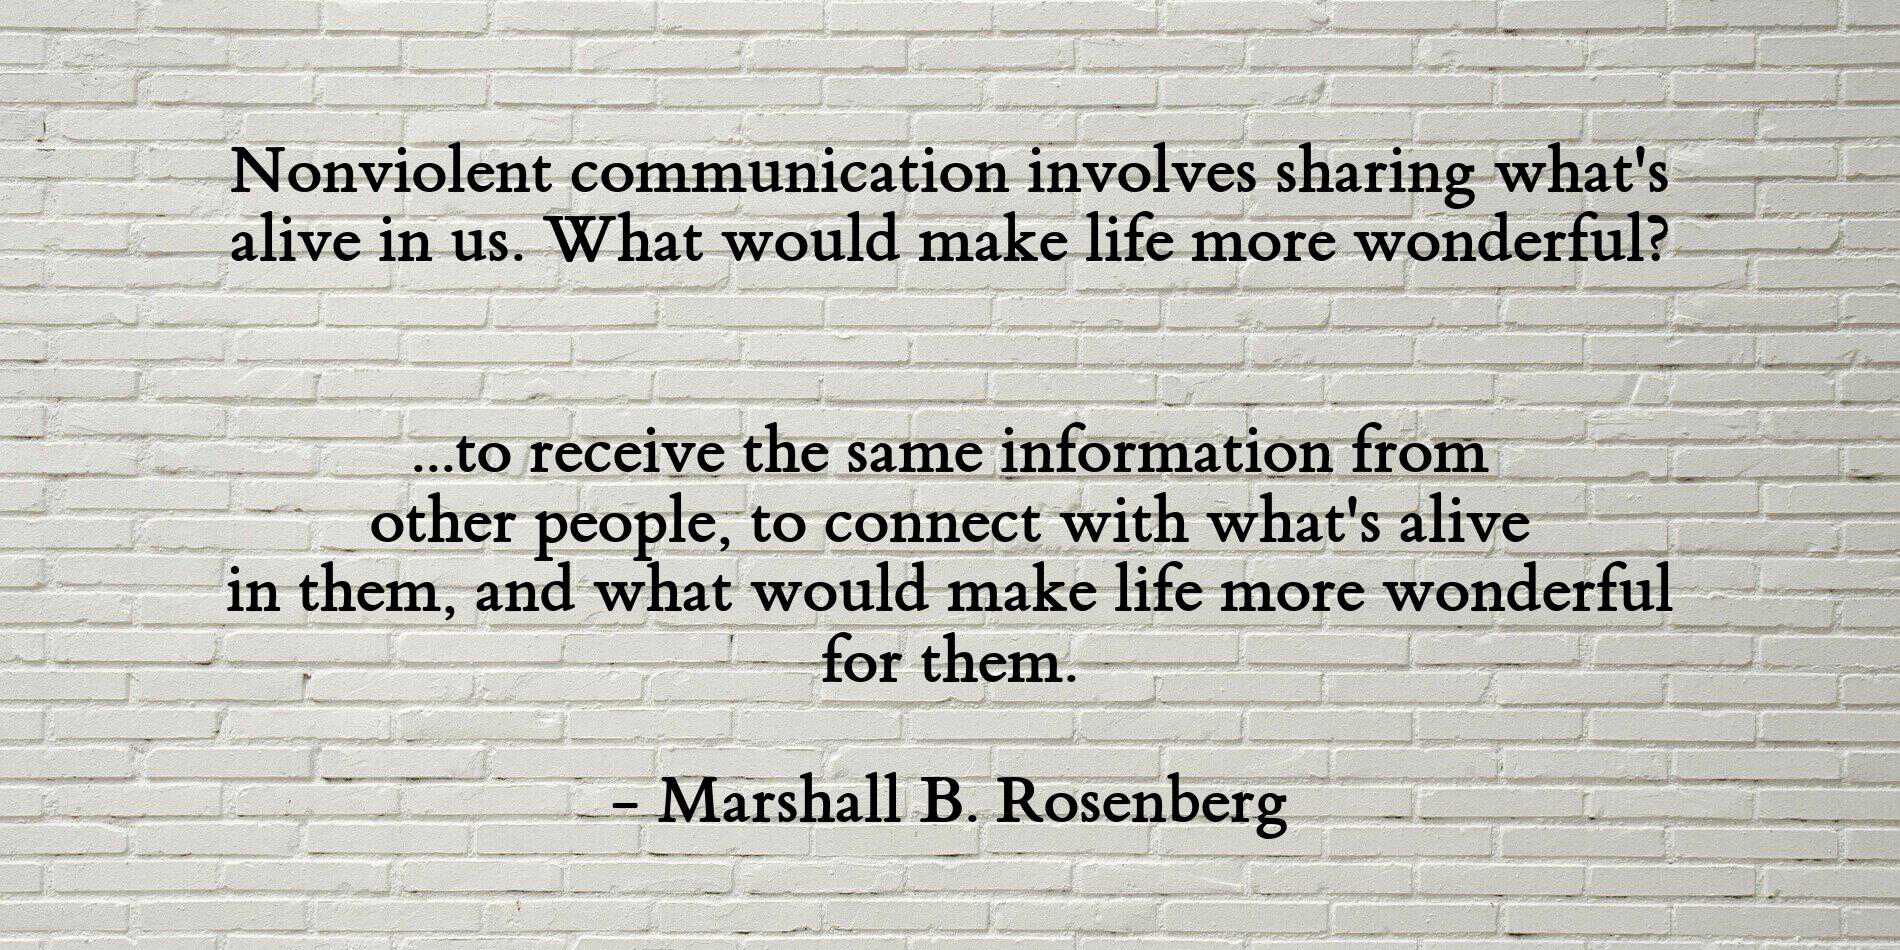 Nonviolent communication involves sharing what's
alive in us. What would make life more wonderful?
...to receive the same information from
other people, to connect with what's alive
in them, and what would make life more wonderful
for them.
- Marshall B. Rosenberg